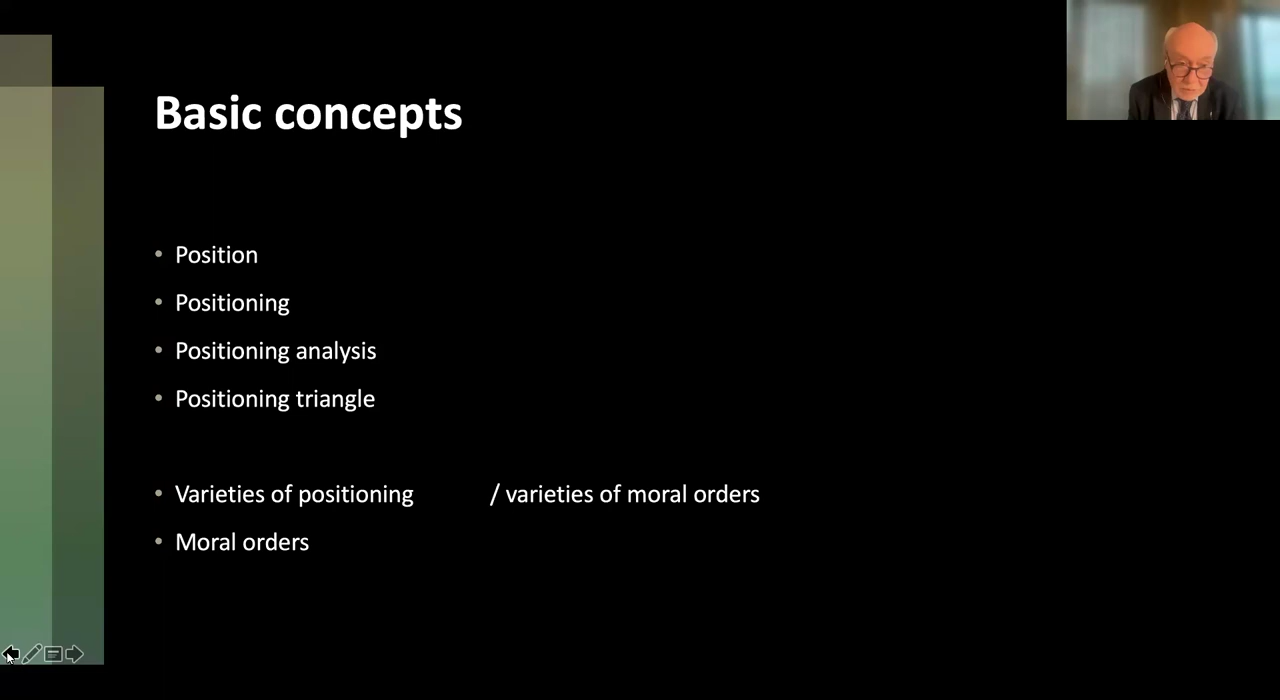 Basic concepts
• Position
• Positioning
• Positioning analysis
• Positioning triangle
• Varieties of positioning / varieties of moral orders
• Moral orders